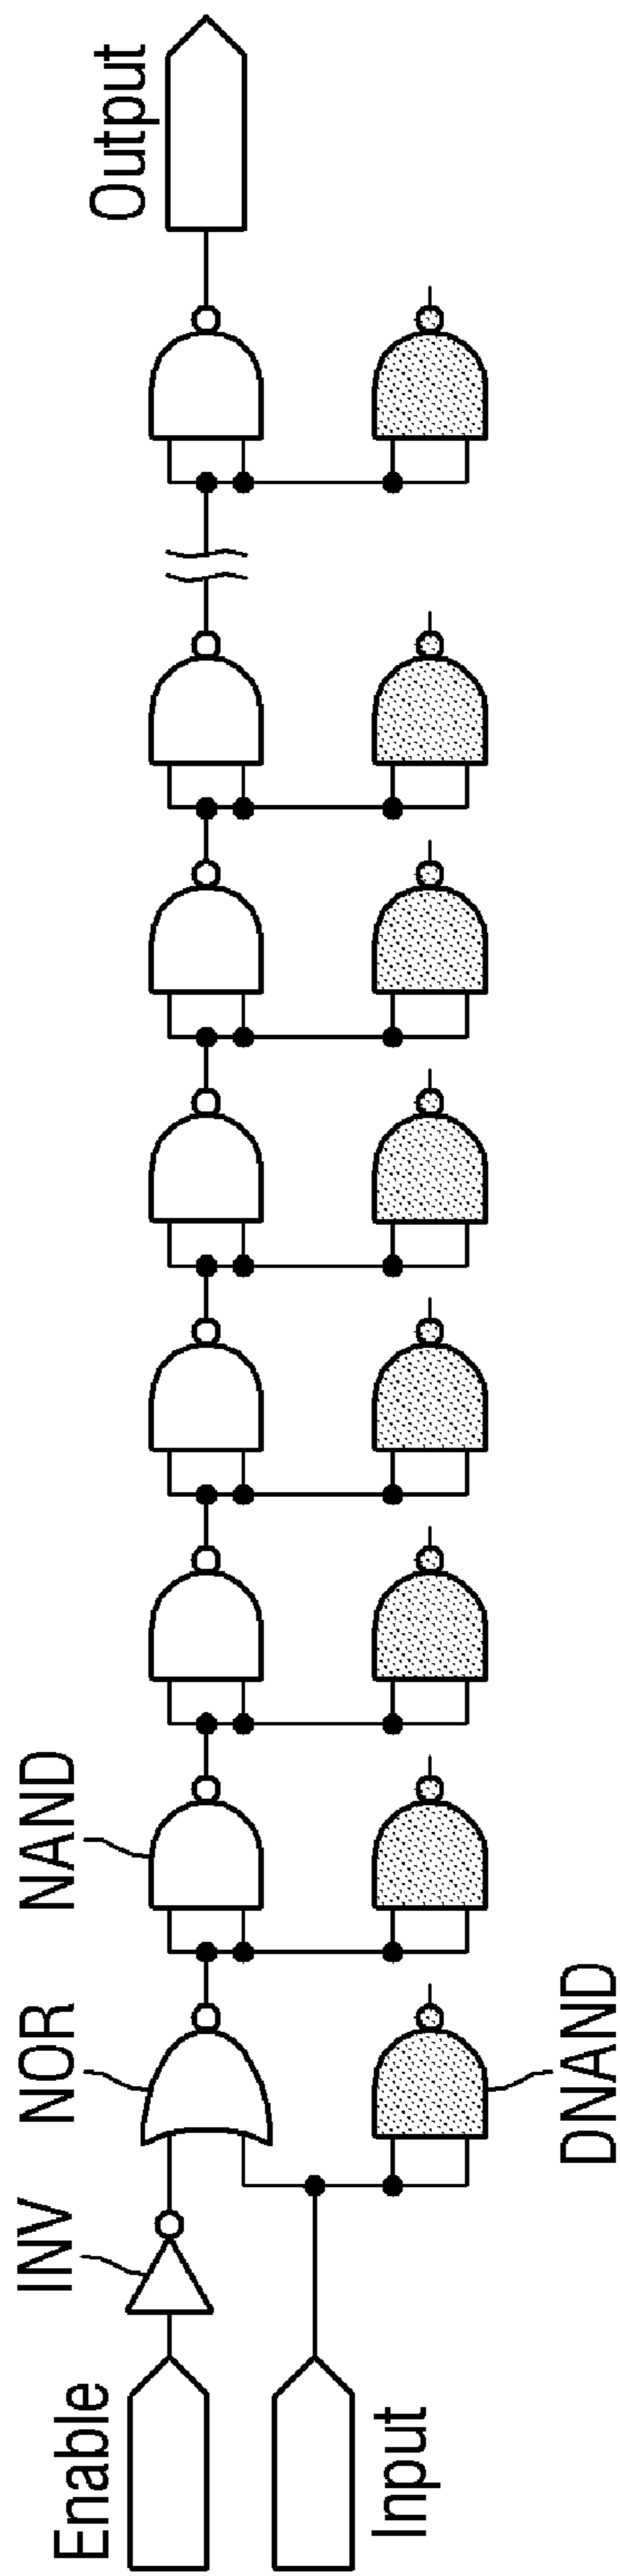 Enable
Input
INV
NOR
NAND
DNAND
Output